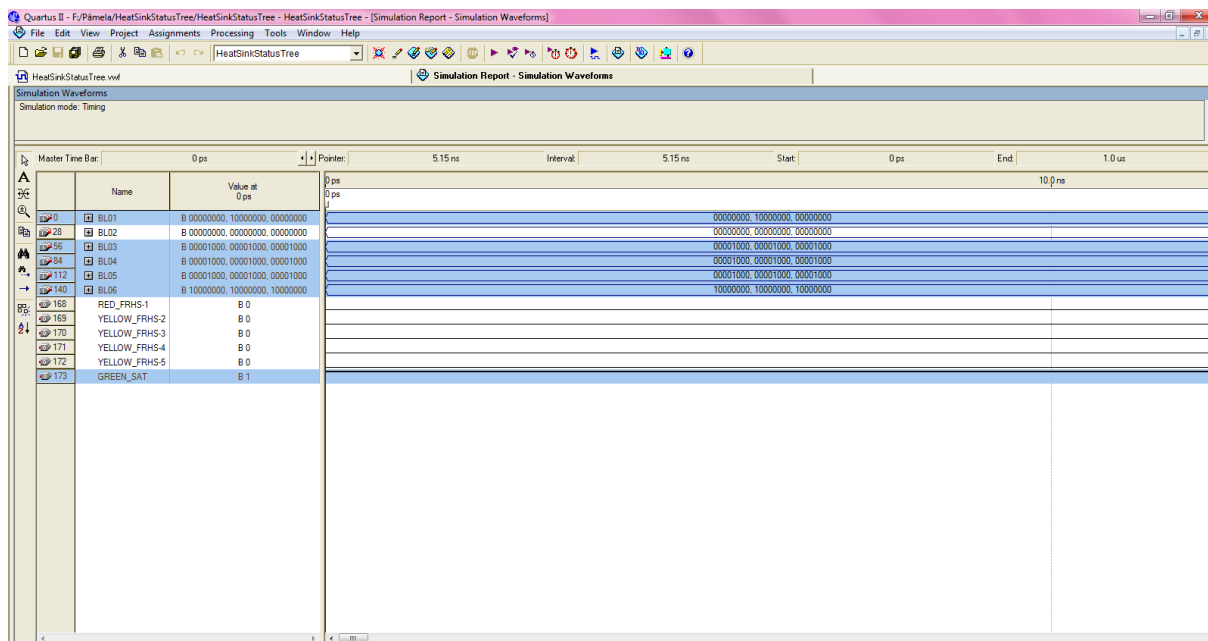 Quartus II - F:/Pâmela/HeatSinkStatusTree/HeatSinkStatusTree - HeatSinkStatusTree - [Simulation Report - Simulation Waveforms]
File Edit View Project Assignments Processing Tools Window Help
HeatSinkStatusTree
HeatSinkStatusTree.vwf Simulation Report - Simulation Waveforms
Simulation Waveforms
Simulation mode: Timing
Master Time Bar: 0 ps Pointer: 5.15 ns Interval: 5.15 ns Start: 0 ps End: 1.0 us
Name Value at 0 ps 0 ps 10.0 ns
0 ps
0 BL01 B 00000000, 10000000, 00000000 00000000, 10000000, 00000000
28 BL02 B 00000000, 00000000, 00000000 00000000, 00000000, 00000000
56 BL03 B 00001000, 00001000, 00001000 00001000, 00001000, 00001000
84 BL04 B 00001000, 00001000, 00001000 00001000, 00001000, 00001000
112 BL05 B 00001000, 00001000, 00001000 00001000, 00001000, 00001000
140 BL06 B 10000000, 10000000, 10000000 10000000, 10000000, 10000000
168 RED_FRHS-1 B 0
169 YELLOW_FRHS-2 B 0
170 YELLOW_FRHS-3 B 0
171 YELLOW_FRHS-4 B 0
172 YELLOW_FRHS-5 B 0
173 GREEN_SAT B 1